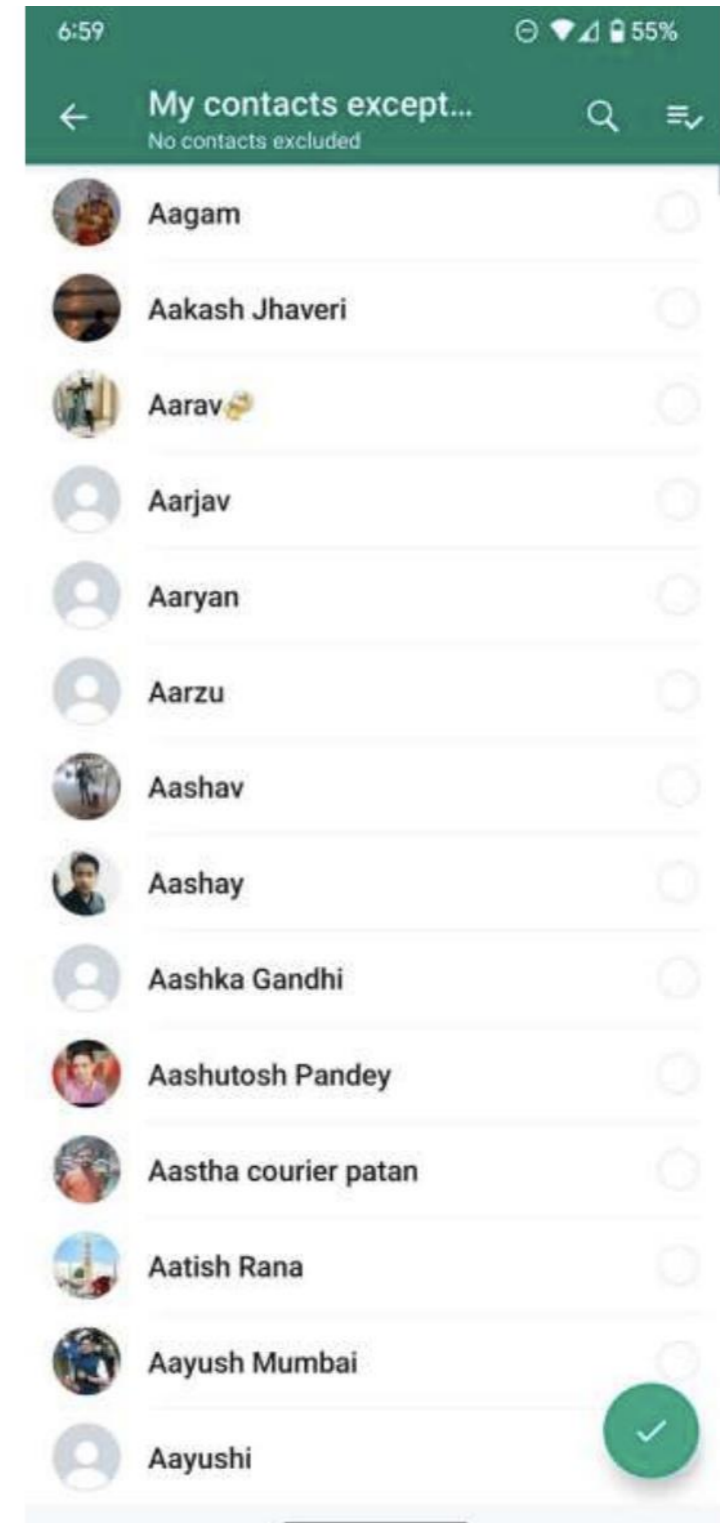 6:59 55%
My contacts except...
No contacts excluded
Aagam
Aakash Jhaveri
Aarav
Aarjav
Aaryan
Aarzu
Aashav
Aashay
Aashka Gandhi
Aashutosh Pandey
Aastha courier patan
Aatish Rana
Aayush Mumbai
Aayushi